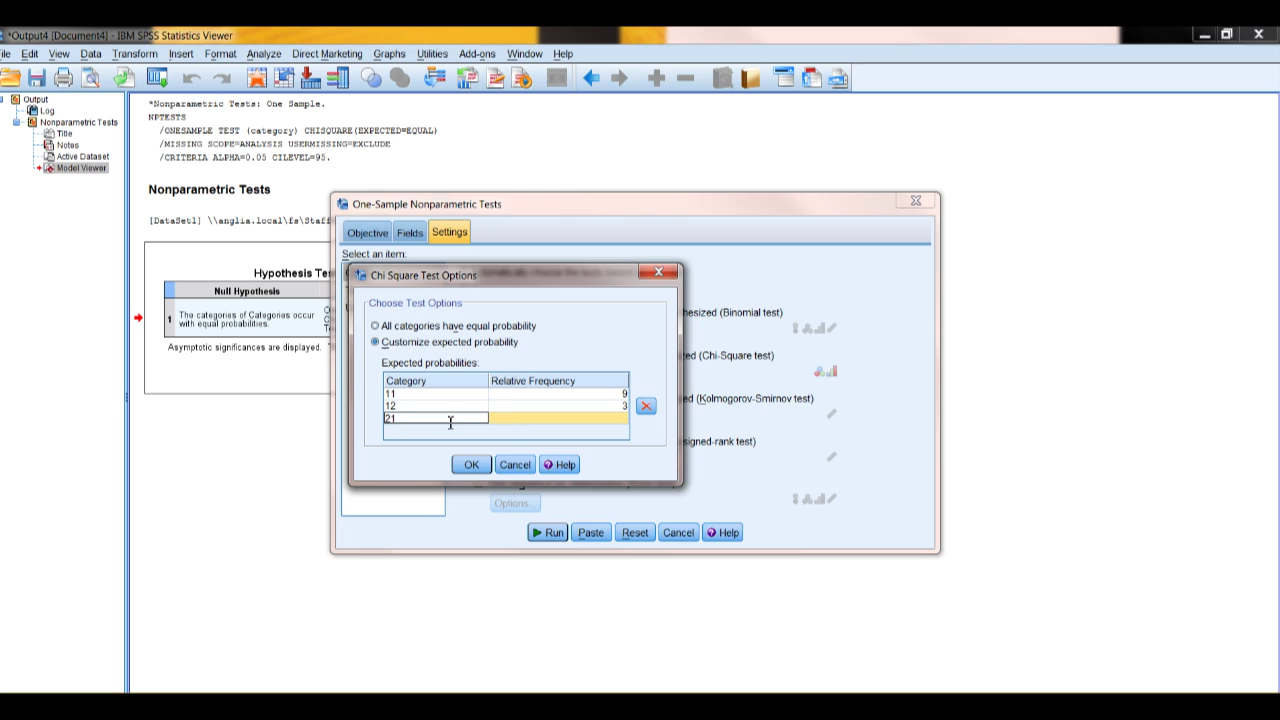 *Output4 [Document4] - IBM SPSS Statistics Viewer
ile Edit View Data Transform Insert Format Analyze Direct Marketing Graphs Utilities Add-ons Window Help
Output
Log
Nonparametric Tests
Title
Notes
Active Dataset
Model Viewer
*Nonparametric Tests: One Sample.
NPTESTS
/ONESAMPLE TEST (category) CHISQUARE(EXPECTED=EQUAL)
/MISSING SCOPE=ANALYSIS USERMISSING=EXCLUDE
/CRITERIA ALPHA=0.05 CILEVEL=95.
Nonparametric Tests
[DataSet1] \\anglia.local\fs\Staff
Hypothesis Te
Null Hypothesis
1 The categories of Categories occur
with equal probabilities.
Asymptotic significances are displayed.
One-Sample Nonparametric Tests
Objective Fields Settings
Select an item:
hesized (Binomial test)
ed (Chi-Square test)
ed (Kolmogorov-Smirnov test)
signed-rank test)
Options...
Run Paste Reset Cancel Help
Chi Square Test Options
Choose Test Options
All categories have equal probability
Customize expected probability
Expected probabilities:
Category Relative Frequency
11 9
12 3
21
OK Cancel Help